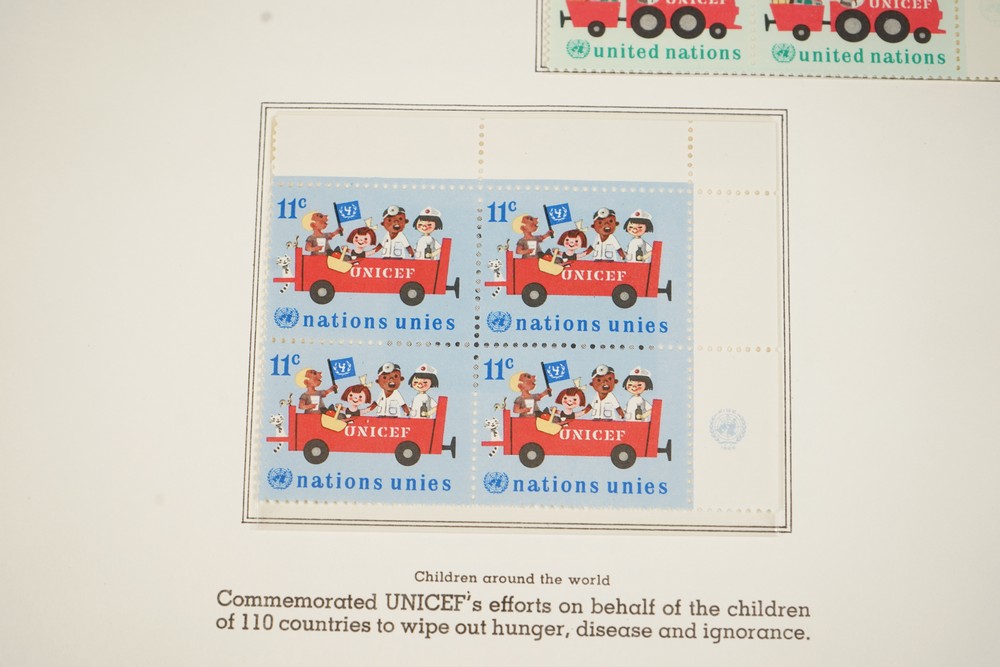 UNICEF UNICEF
united nations united nations
11c 11c
UNICEF UNICEF
nations unies nations unies
11c 11c
UNICEF UNICEF
nations unies nations unies
Children around the world
Commemorated UNICEF's efforts on behalf of the children
of 110 countries to wipe out hunger, disease and ignorance.